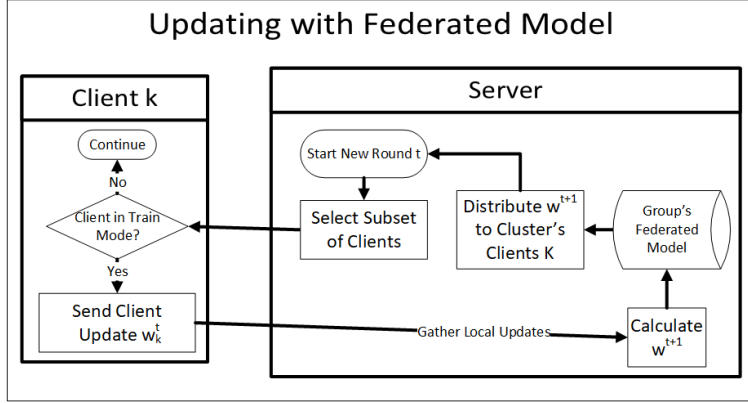 Updating with Federated Model
Client k
Continue
No
Client in Train
Mode?
Yes
Send Client
Update w_k^t
Server
Start New Round t
Select Subset
of Clients
Distribute w^{t+1}
to Cluster's
Clients K
Group's
Federated
Model
Gather Local Updates
Calculate
w^{t+1}